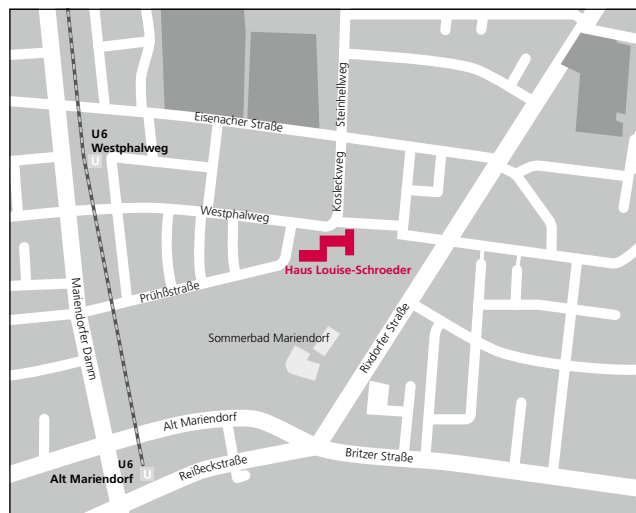 Steinhellweg
Eisenacher Straße
U6
Westphalweg
U
Kosleckweg
Westphalweg
Haus Louise-Schroeder
Prühßstraße
Mariendorfer Damm
Sommerbad Mariendorf
Rixdorfer Straße
Alt Mariendorf
Britzer Straße
U6
Alt Mariendorf
U
Reißeckstraße